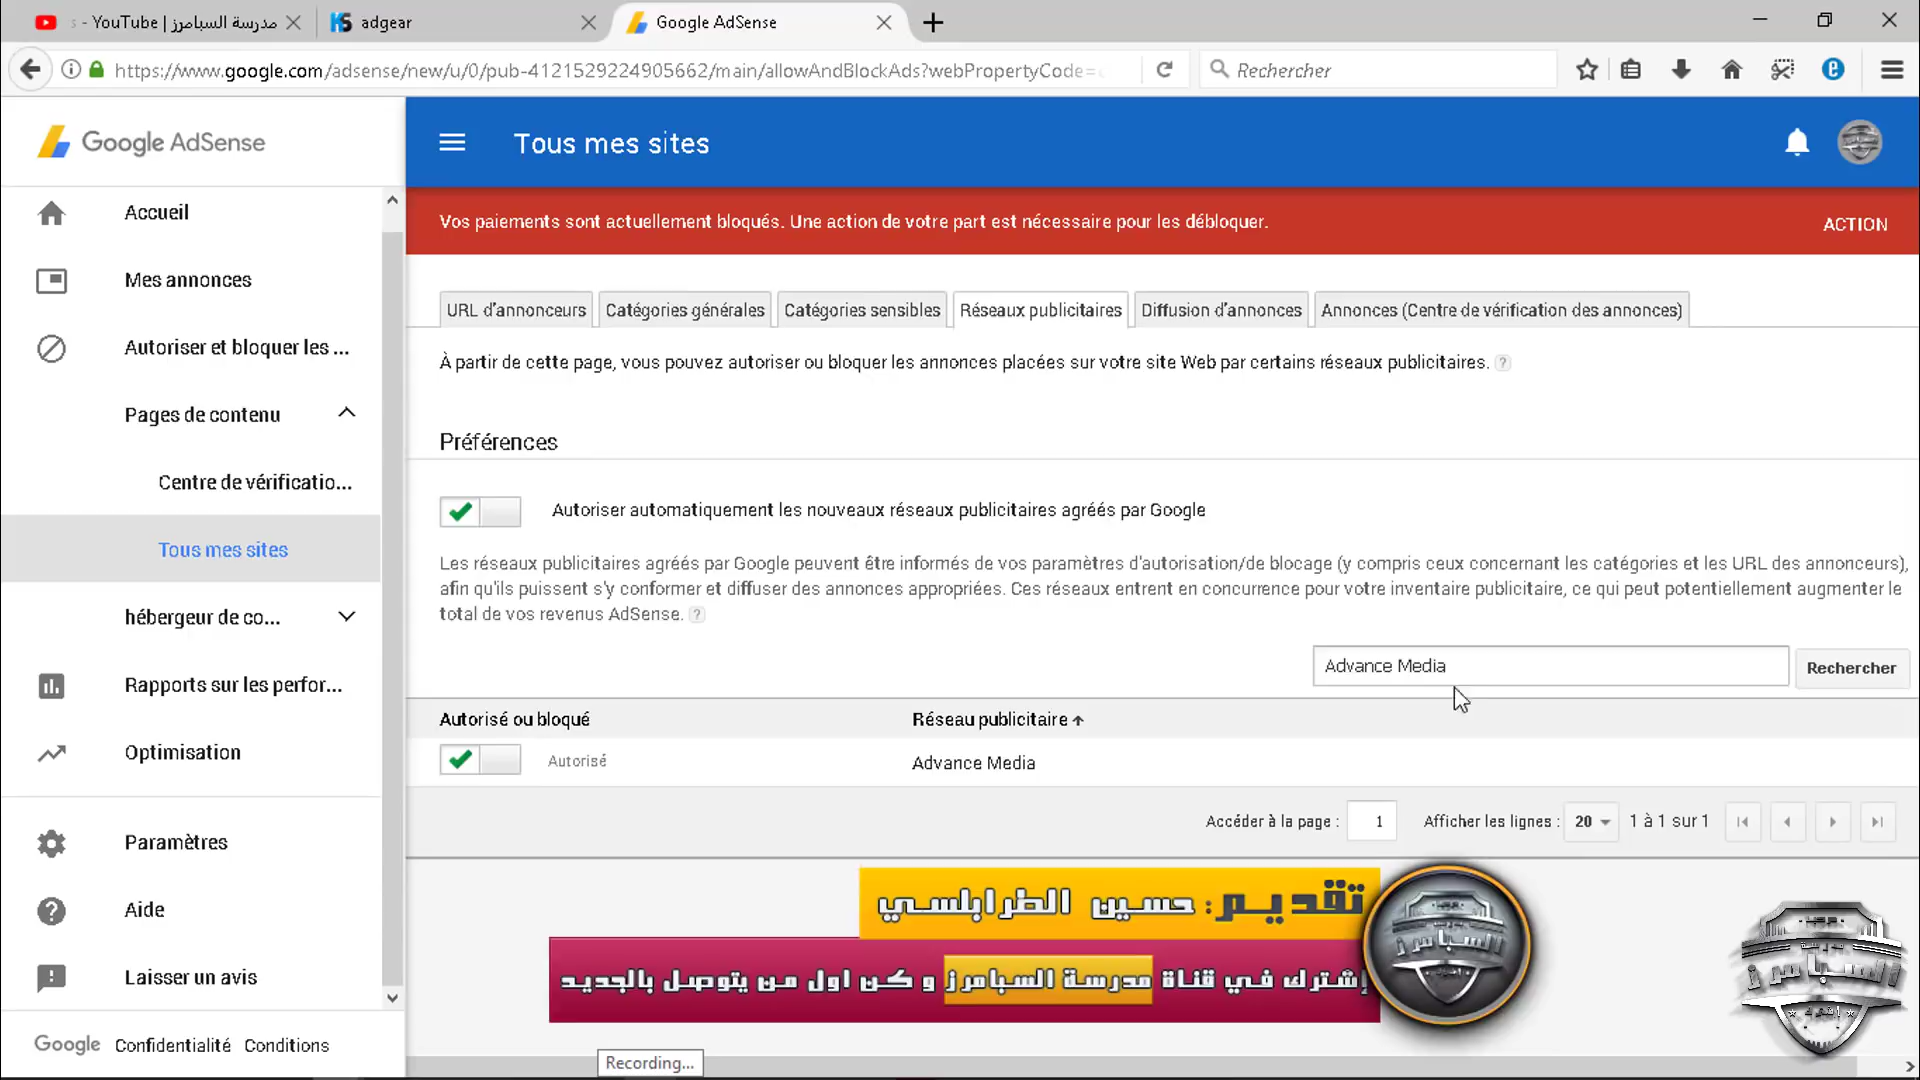 مدرسة السبامرز | YouTube - s
adgear
Google AdSense
https://www.google.com/adsense/new/u/0/pub-4121529224905662/main/allowAndBlockAds?webPropertyCode=
Rechercher
Google AdSense
Tous mes sites
Vos paiements sont actuellement bloqués. Une action de votre part est nécessaire pour les débloquer.
ACTION
Accueil
Mes annonces
Autoriser et bloquer les ...
Pages de contenu
Centre de vérificatio...
Tous mes sites
hébergeur de co...
Rapports sur les perfor...
Optimisation
Paramètres
Aide
Laisser un avis
Google Confidentialité Conditions
URL d'annonceurs
Catégories générales
Catégories sensibles
Réseaux publicitaires
Diffusion d'annonces
Annonces (Centre de vérification des annonces)
À partir de cette page, vous pouvez autoriser ou bloquer les annonces placées sur votre site Web par certains réseaux publicitaires. ?
Préférences
Autoriser automatiquement les nouveaux réseaux publicitaires agréés par Google
Les réseaux publicitaires agréés par Google peuvent être informés de vos paramètres d'autorisation/de blocage (y compris ceux concernant les catégories et les URL des annonceurs),
afin qu'ils puissent s'y conformer et diffuser des annonces appropriées. Ces réseaux entrent en concurrence pour votre inventaire publicitaire, ce qui peut potentiellement augmenter le
total de vos revenus AdSense. ?
Advance Media
Rechercher
Autorisé ou bloqué
Réseau publicitaire
Autorisé
Advance Media
Accéder à la page : 1
Afficher les lignes : 20
1 à 1 sur 1
تقديم: حسين الطرابلسي
إشترك في قناة مدرسة السبامرز و كن اول من يتوصل بالجديد
السبامرز
السبامرز
Recording...